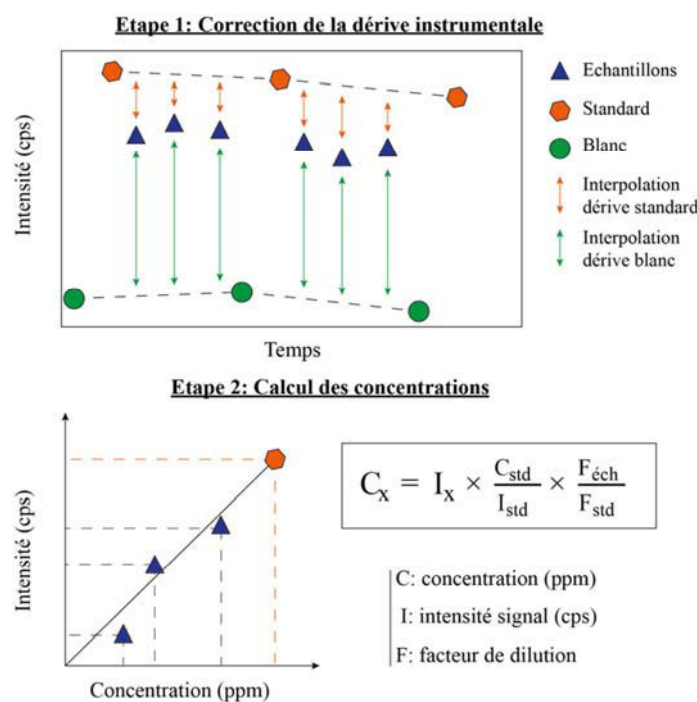 Etape 1: Correction de la dérive instrumentale
Intensité (cps)
Temps
Echantillons
Standard
Blanc
Interpolation
dérive standard
Interpolation
dérive blanc
Etape 2: Calcul des concentrations
Intensité (cps)
Concentration (ppm)
Cx = Ix × Cstd/Istd × Féch/Fstd
C: concentration (ppm)
I: intensité signal (cps)
F: facteur de dilution